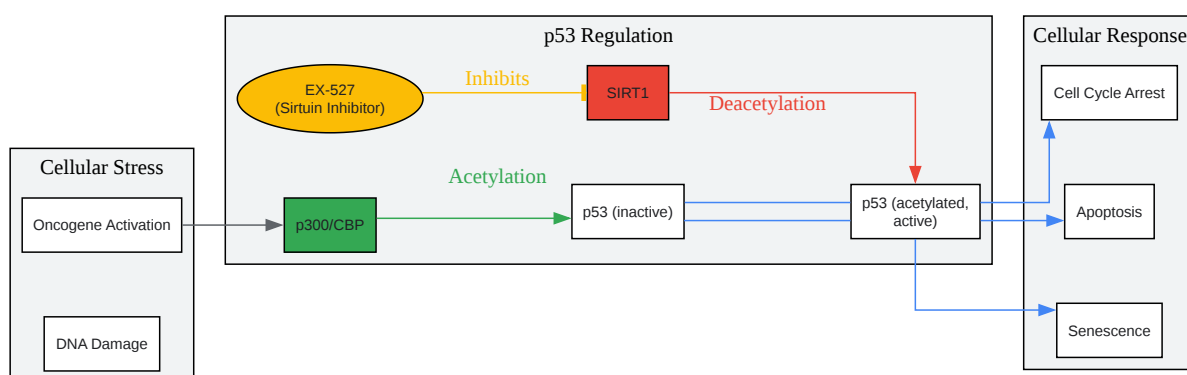 Cellular Stress
Oncogene Activation
DNA Damage
p53 Regulation
EX-527
(Sirtuin Inhibitor)
Inhibits
SIRT1
Deacetylation
p300/CBP
Acetylation
p53 (inactive)
p53 (acetylated,
active)
Cellular Response
Cell Cycle Arrest
Apoptosis
Senescence